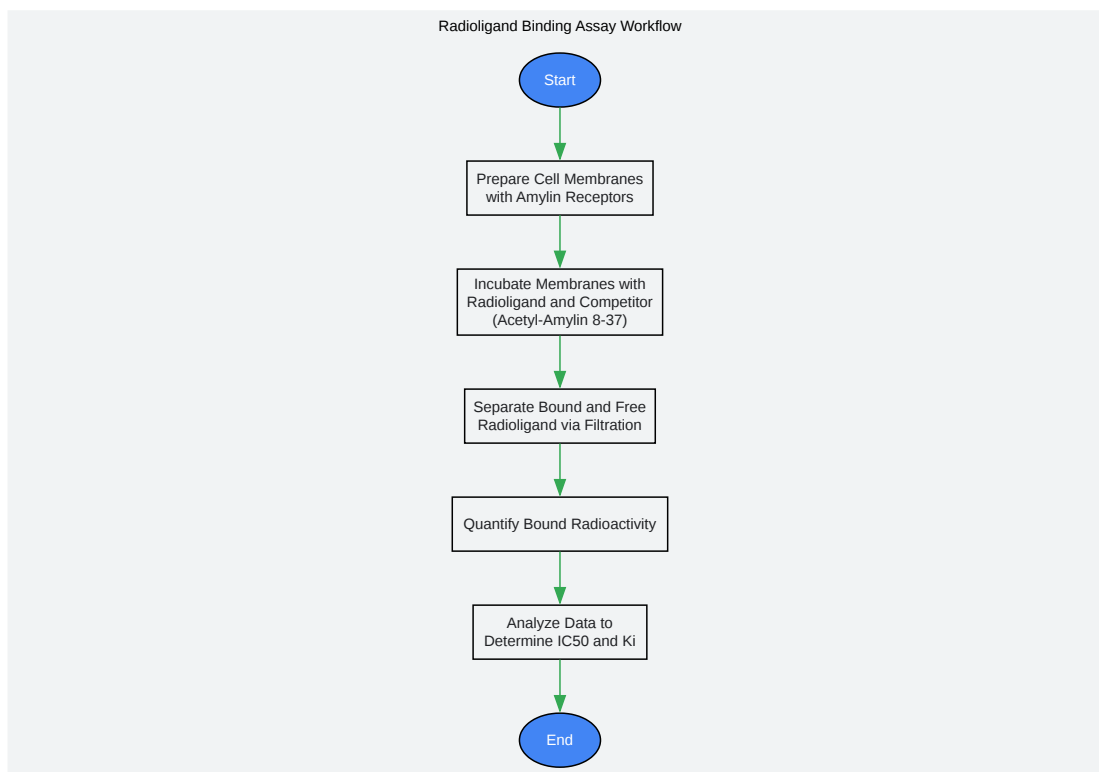 Radioligand Binding Assay Workflow
Start
Prepare Cell Membranes
with Amylin Receptors
Incubate Membranes with
Radioligand and Competitor
(Acetyl-Amylin 8-37)
Separate Bound and Free
Radioligand via Filtration
Quantify Bound Radioactivity
Analyze Data to
Determine IC50 and Ki
End